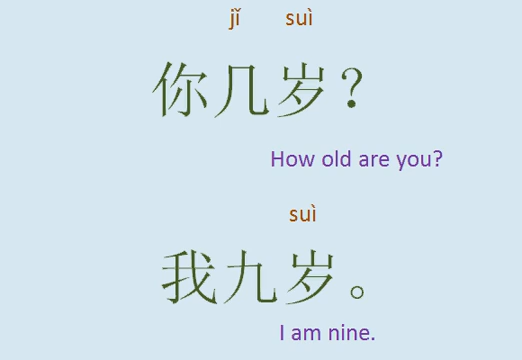 jǐ suì
你几岁？
How old are you?
suì
我九岁。
I am nine.